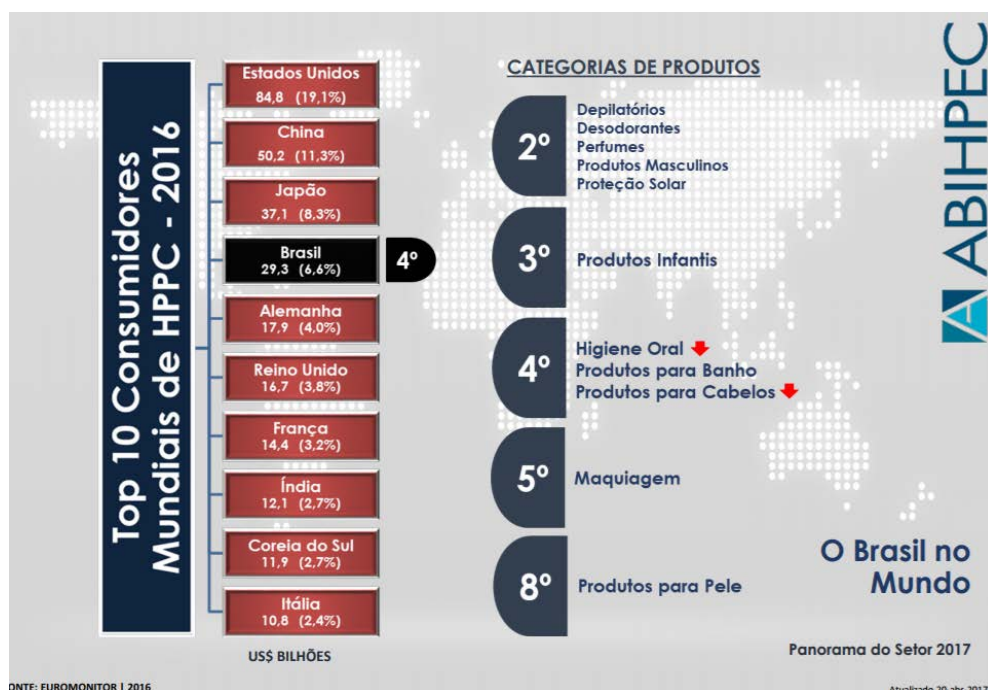 Top 10 Consumidores
Mundiais de HPPC - 2016
Estados Unidos
84,8 (19,1%)
China
50,2 (11,3%)
Japão
37,1 (8,3%)
Brasil
29,3 (6,6%)
4º
Alemanha
17,9 (4,0%)
Reino Unido
16,7 (3,8%)
França
14,4 (3,2%)
Índia
12,1 (2,7%)
Coreia do Sul
11,9 (2,7%)
Itália
10,8 (2,4%)
US$ BILHÕES
CATEGORIAS DE PRODUTOS
2º
Depilatórios
Desodorantes
Perfumes
Produtos Masculinos
Proteção Solar
3º
Produtos Infantis
4º
Higiene Oral
Produtos para Banho
Produtos para Cabelos
5º
Maquiagem
8º
Produtos para Pele
ABIHPEC
O Brasil no
Mundo
Panorama do Setor 2017
ONTE: EUROMONITOR | 2016
Atualizado 20-abr-2017